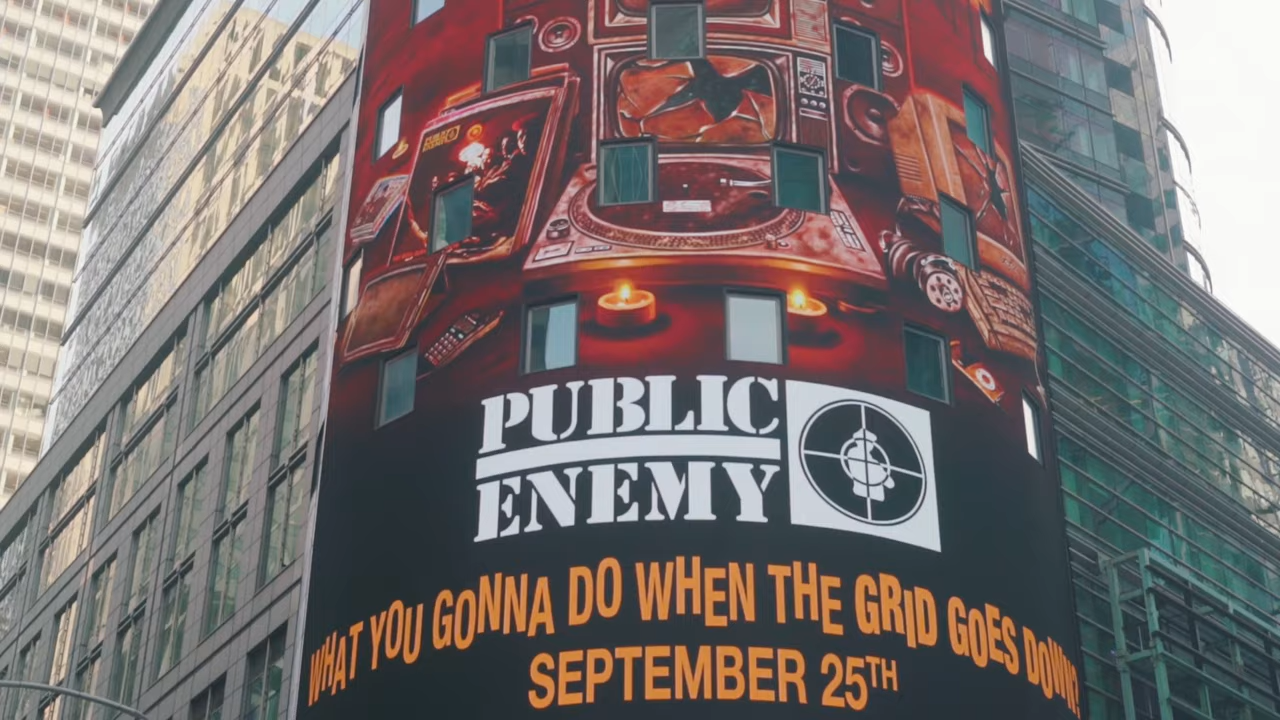 PUBLIC
ENEMY
WHAT YOU GONNA DO WHEN THE GRID GOES DOWN?
SEPTEMBER 25TH